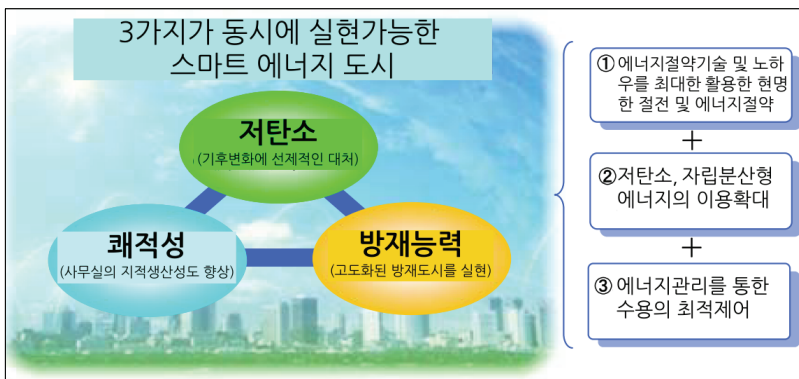 3가지가 동시에 실현가능한
스마트 에너지 도시
저탄소
(기후변화에 선제적인 대처)
쾌적성
(사무실의 지적생산성도 향상)
방재능력
(고도화된 방재도시를 실현)
① 에너지절약기술 및 노하
우를 최대한 활용한 현명
한 절전 및 에너지절약
+
② 저탄소, 자립분산형
에너지의 이용확대
+
③ 에너지관리를 통한
수용의 최적제어